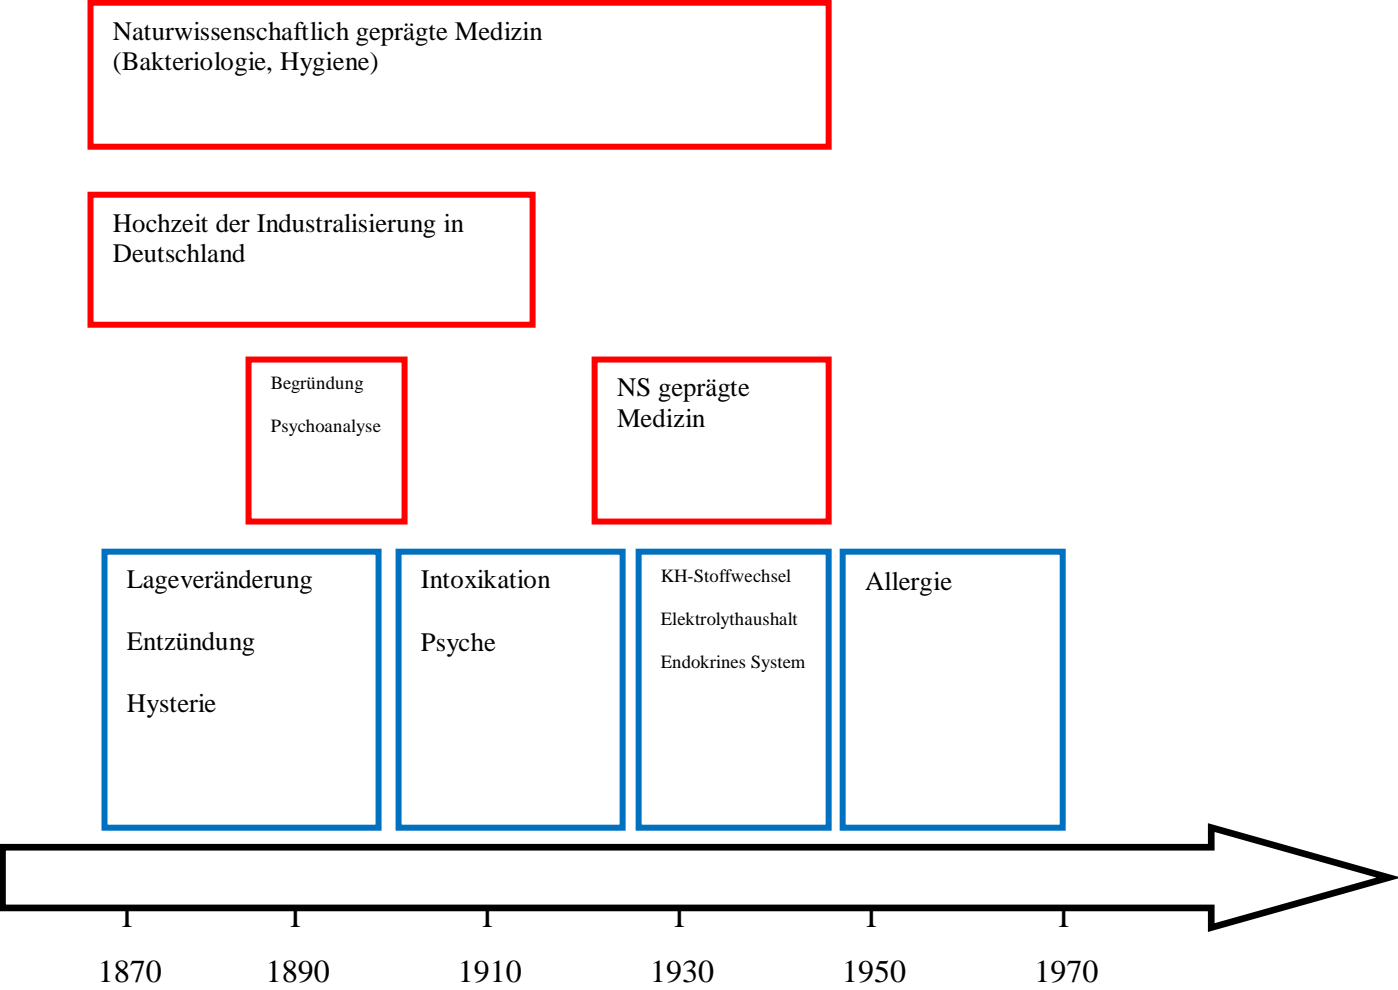 Naturwissenschaftlich geprägte Medizin
(Bakteriologie, Hygiene)
Hochzeit der Industralisierung in
Deutschland
Begründung
Psychoanalyse
NS geprägte
Medizin
Lageveränderung
Entzündung
Hysterie
Intoxikation
Psyche
KH-Stoffwechsel
Elektrolythaushalt
Endokrines System
Allergie
1870 1890 1910 1930 1950 1970